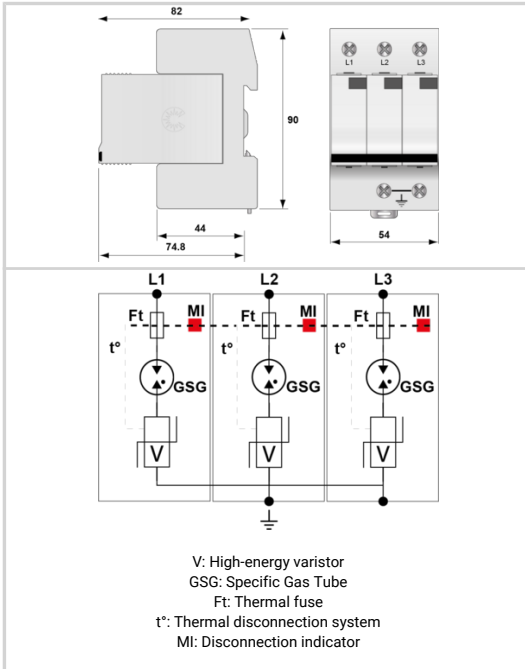 82
L1 L2 L3
90
44
74.8
54
L1 L2 L3
Ft MI Ft MI Ft MI
t° t° t°
GSG GSG GSG
V V V
V: High-energy varistor
GSG: Specific Gas Tube
Ft: Thermal fuse
t°: Thermal disconnection system
MI: Disconnection indicator